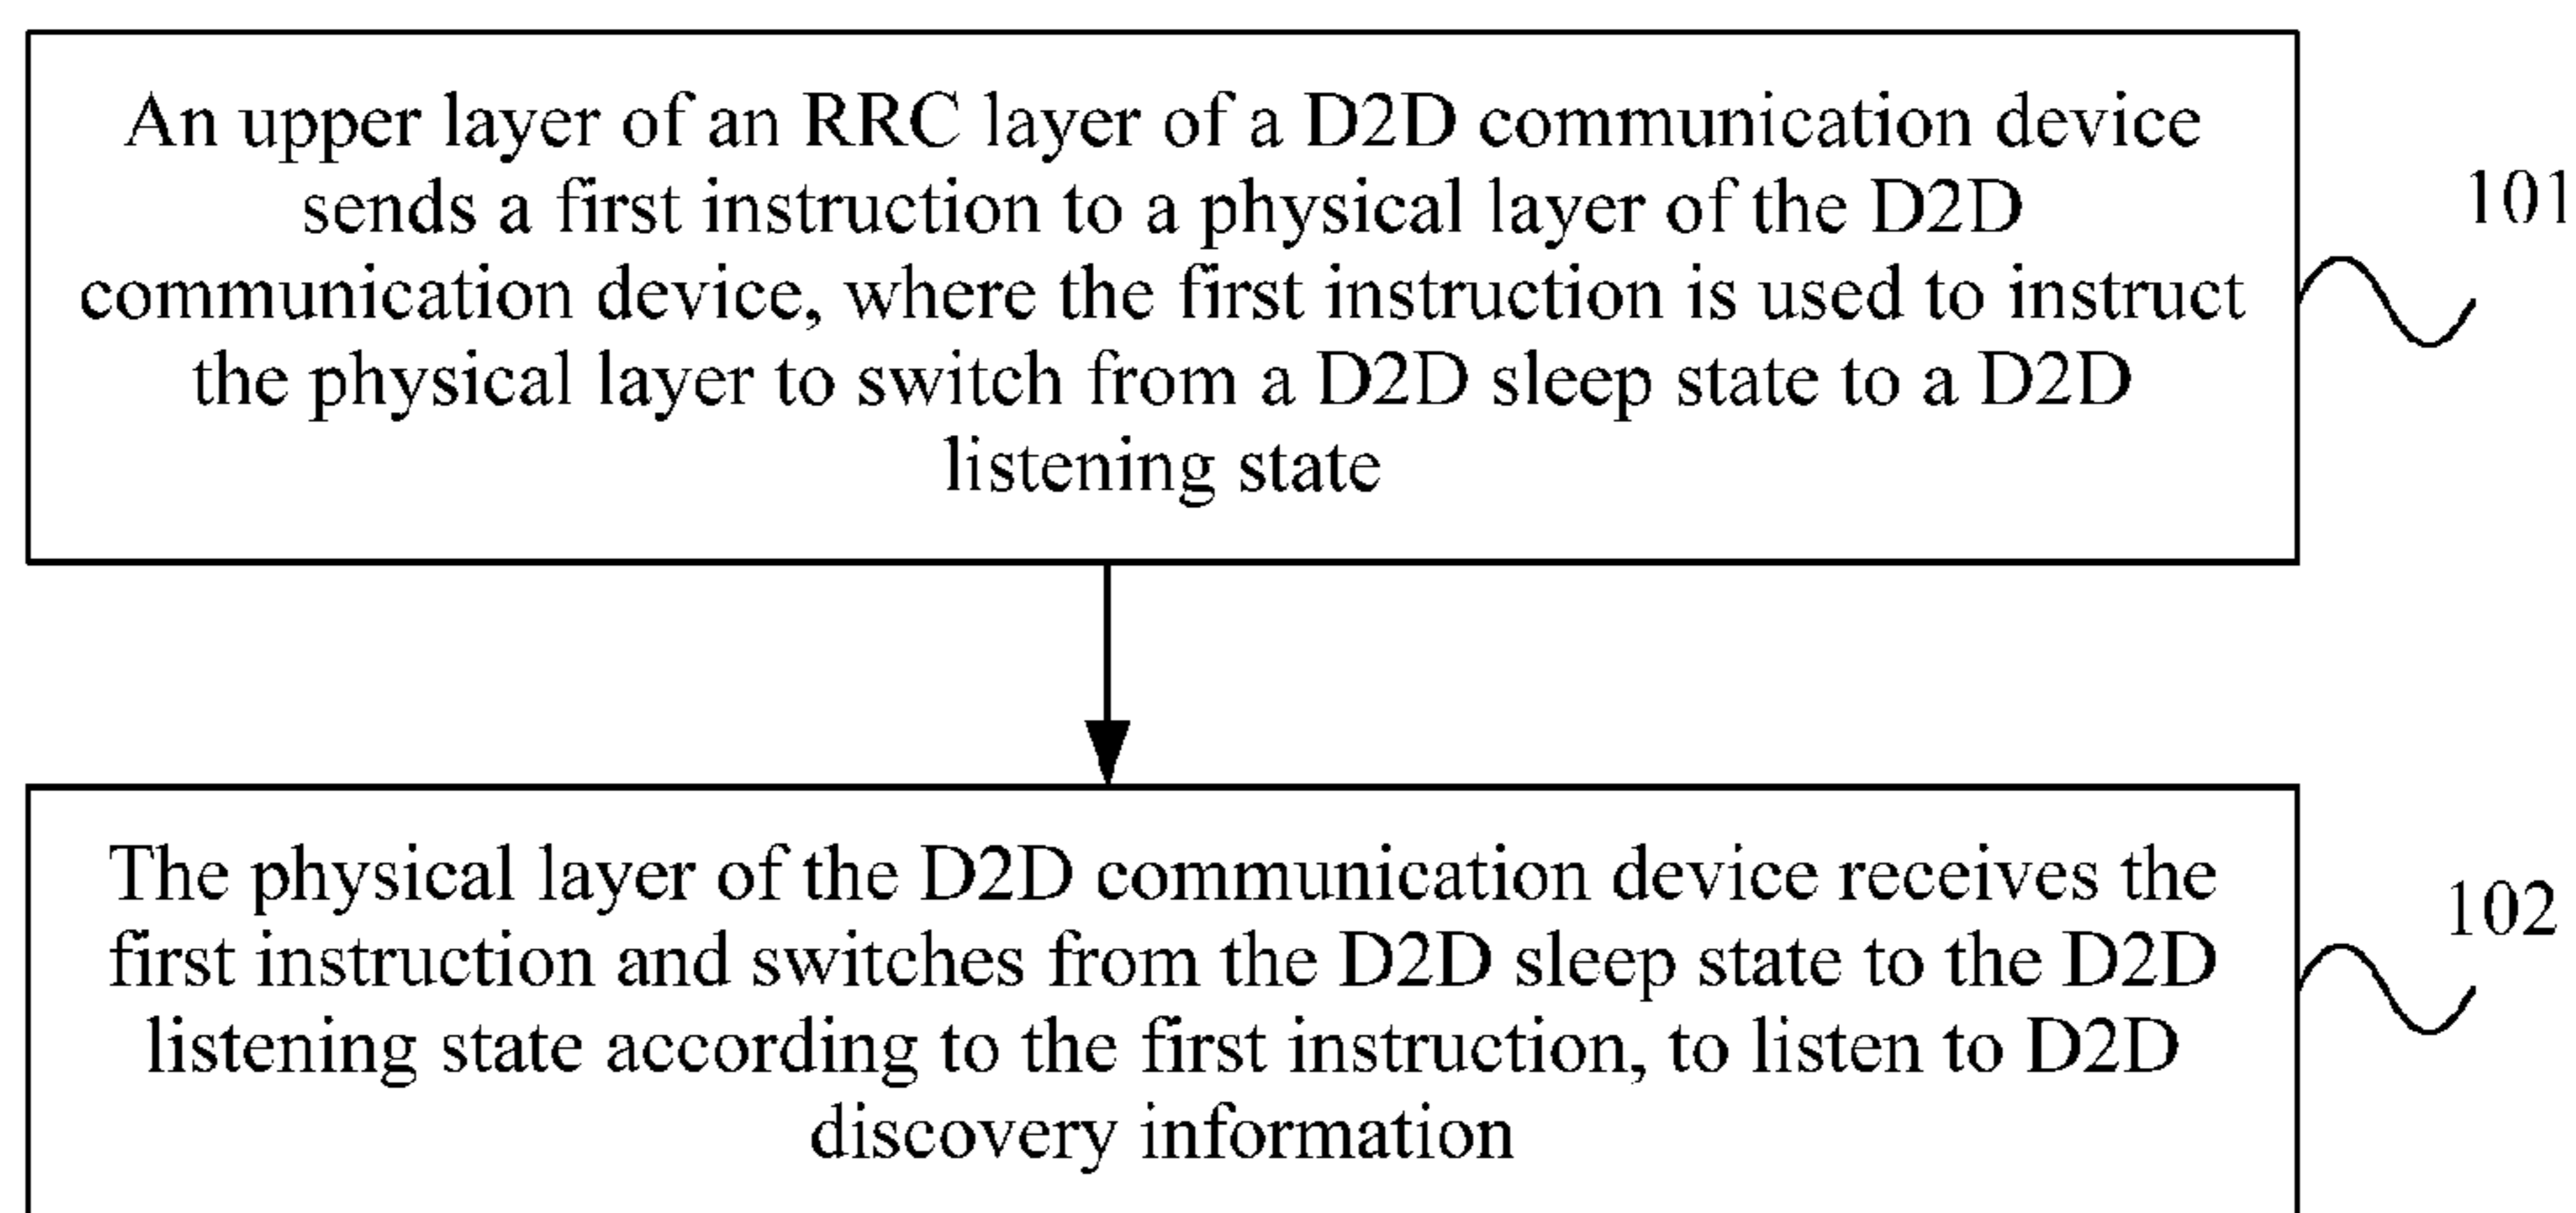 An upper layer of an RRC layer of a D2D communication device
sends a first instruction to a physical layer of the D2D
communication device, where the first instruction is used to instruct
the physical layer to switch from a D2D sleep state to a D2D
listening state
101
The physical layer of the D2D communication device receives the
first instruction and switches from the D2D sleep state to the D2D
listening state according to the first instruction, to listen to D2D
discovery information
102